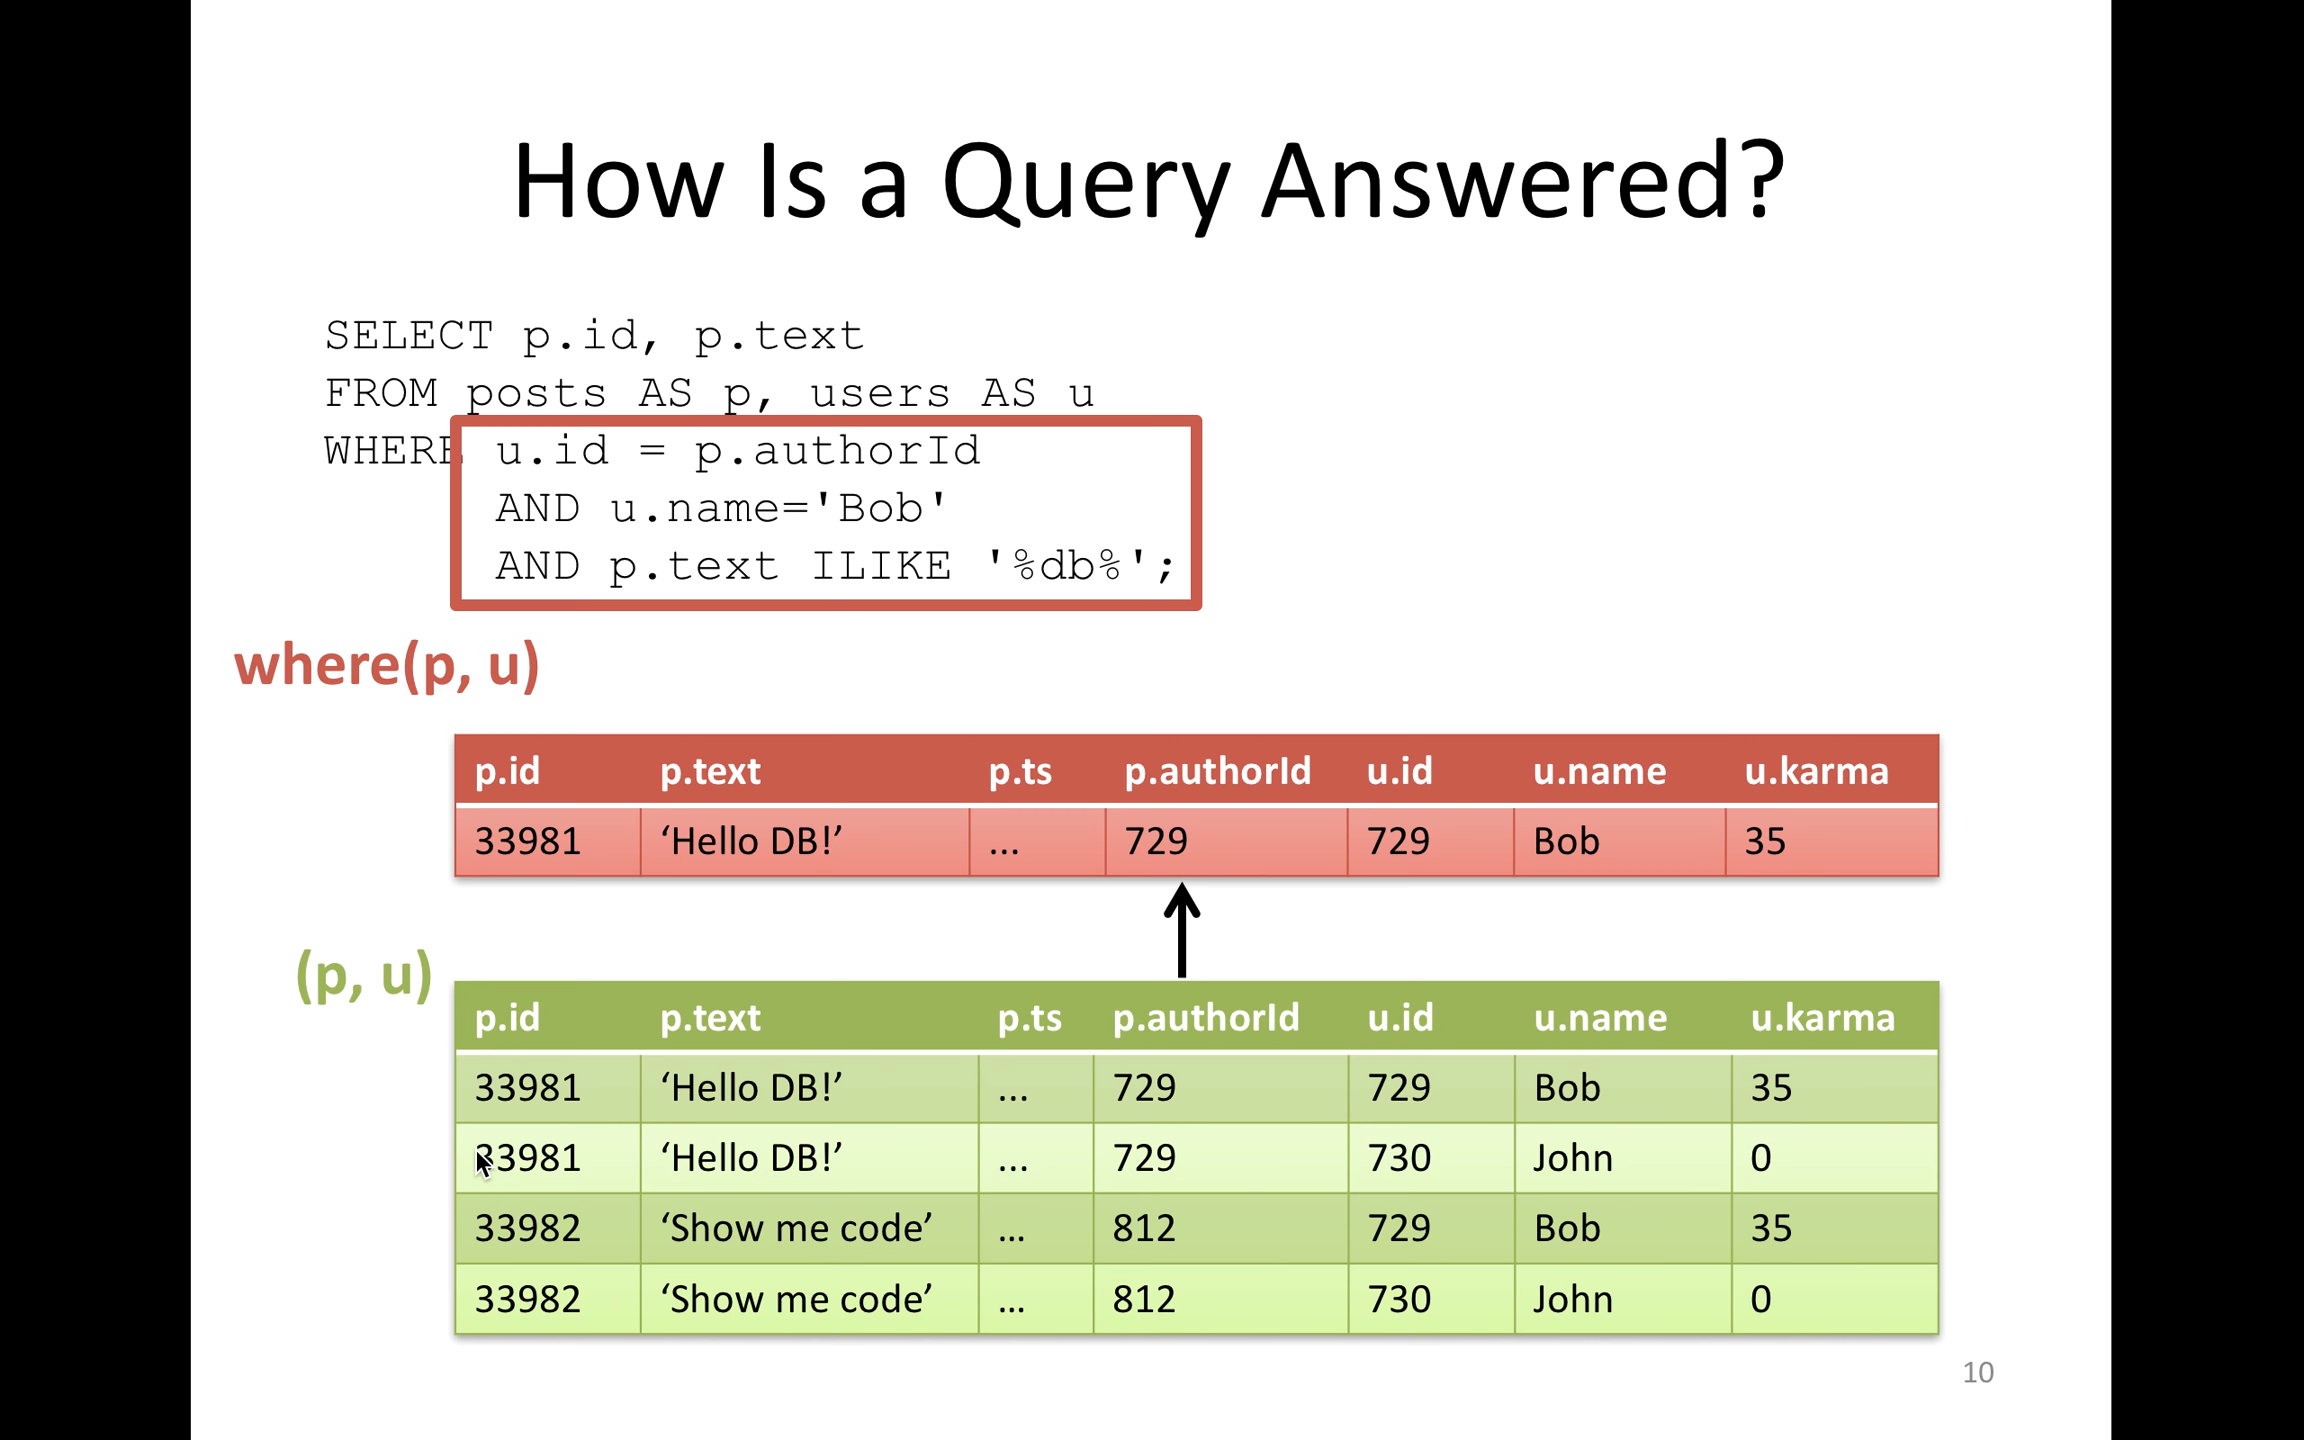 How Is a Query Answered?
SELECT p.id, p.text
FROM posts AS p, users AS u
WHERE u.id = p.authorId
AND u.name='Bob'
AND p.text ILIKE '%db%';
where(p, u)
p.id p.text p.ts p.authorId u.id u.name u.karma
33981 ‘Hello DB!’ ... 729 729 Bob 35
(p, u)
p.id p.text p.ts p.authorId u.id u.name u.karma
33981 ‘Hello DB!’ ... 729 729 Bob 35
33981 ‘Hello DB!’ ... 729 730 John 0
33982 ‘Show me code’ ... 812 729 Bob 35
33982 ‘Show me code’ ... 812 730 John 0
10